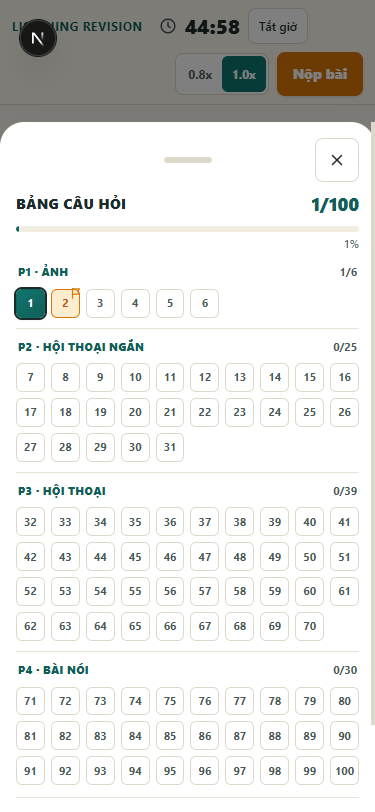 LI NING REVISION
N
44:58
Tắt giờ
0.8x
1.0x
Nộp bài
BẢNG CÂU HỎI
1/100
1%
P1 · ẢNH
1/6
1 2 3 4 5 6
P2 · HỘI THOẠI NGẮN
0/25
7 8 9 10 11 12 13 14 15 16
17 18 19 20 21 22 23 24 25 26
27 28 29 30 31
P3 · HỘI THOẠI
0/39
32 33 34 35 36 37 38 39 40 41
42 43 44 45 46 47 48 49 50 51
52 53 54 55 56 57 58 59 60 61
62 63 64 65 66 67 68 69 70
P4 · BÀI NÓI
0/30
71 72 73 74 75 76 77 78 79 80
81 82 83 84 85 86 87 88 89 90
91 92 93 94 95 96 97 98 99 100